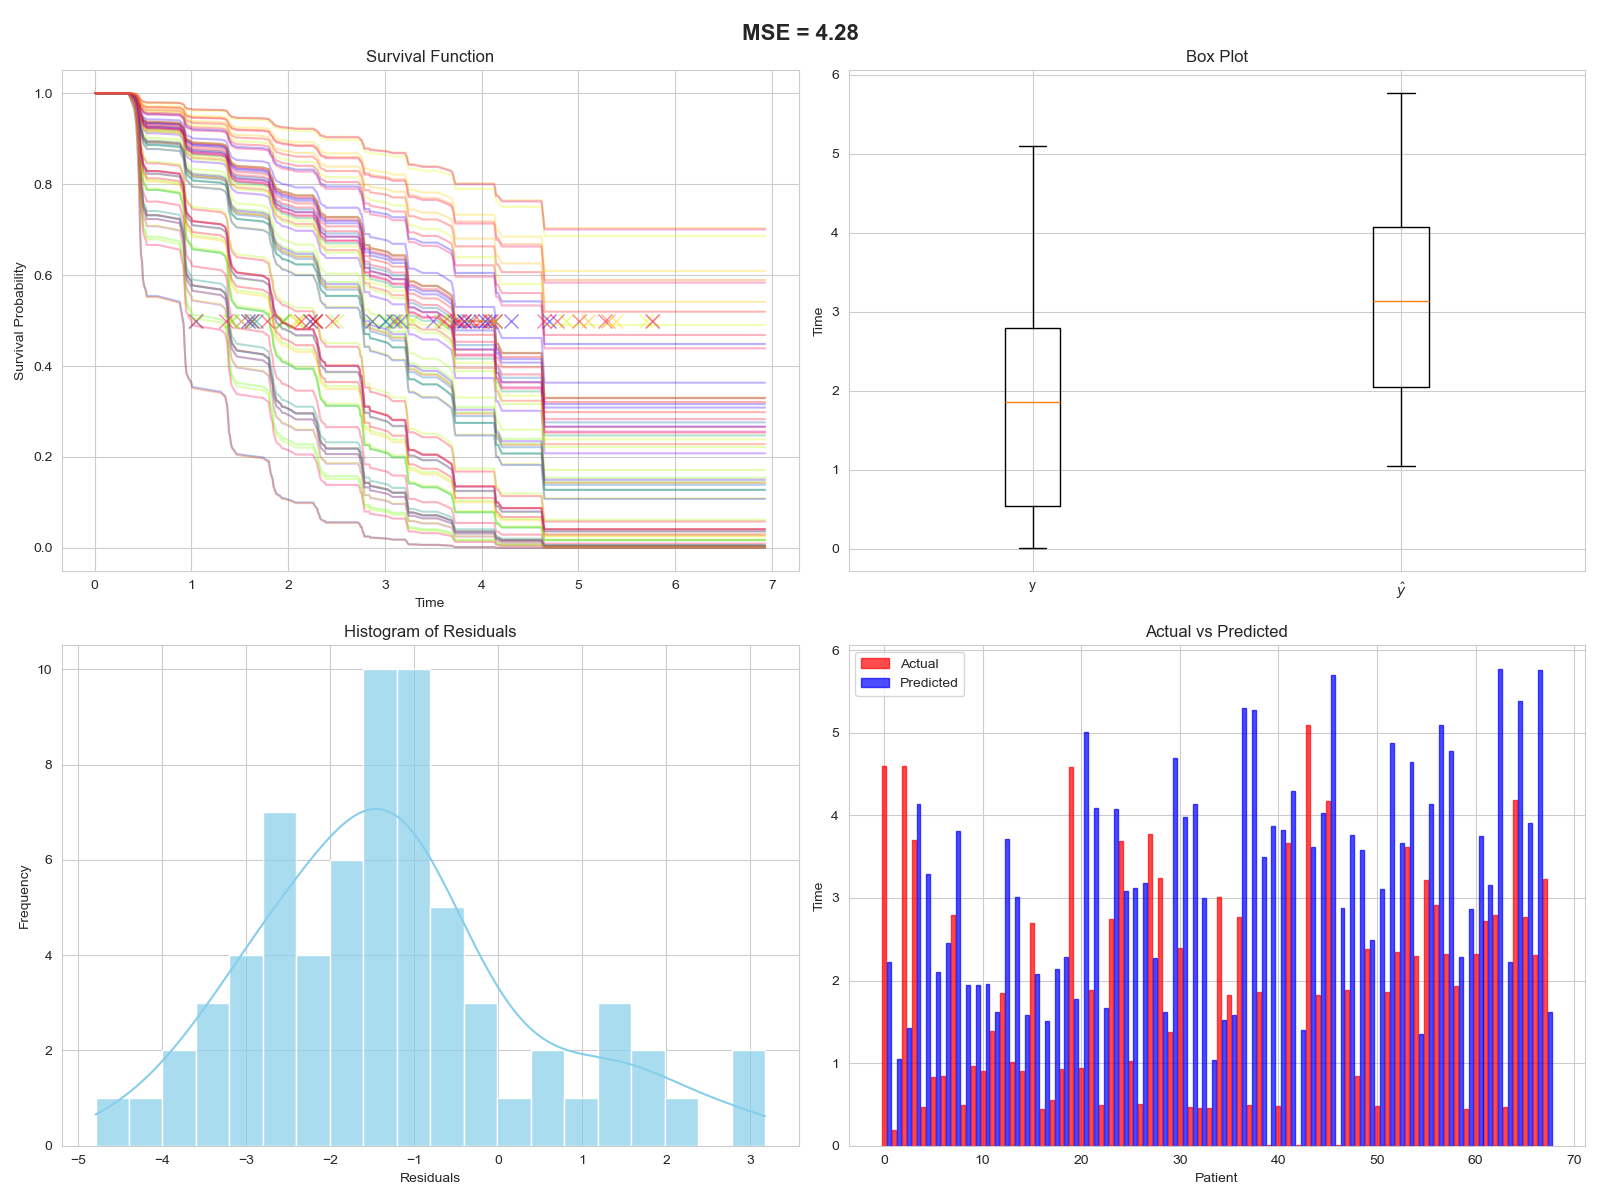 MSE = 4.28
Survival Function
1.0
0.8
0.6
0.4
0.2
0.0
Survival Probability
0 1 2 3 4 5 6 7
Time
Box Plot
6
5
4
3
2
1
0
Time
y ŷ
Histogram of Residuals
10
8
6
4
2
0
Frequency
−5 −4 −3 −2 −1 0 1 2 3
Residuals
Actual vs Predicted
Actual
Predicted
6
5
4
3
2
1
0
Time
0 10 20 30 40 50 60 70
Patient